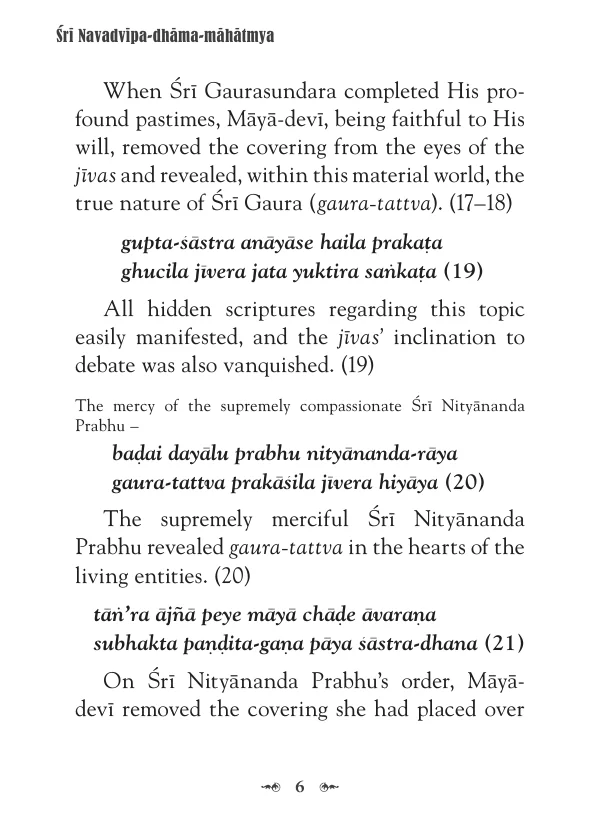 Śrī Navadvīpa-dhāma-māhātmya
When Śrī Gaurasundara completed His pro-
found pastimes, Māyā-devī, being faithful to His
will, removed the covering from the eyes of the
jīvas and revealed, within this material world, the
true nature of Śrī Gaura (gaura-tattva). (17–18)
gupta-śāstra anāyāse haila prakaṭa
ghucila jīvera jata yuktira saṅkaṭa (19)
All hidden scriptures regarding this topic
easily manifested, and the jīvas’ inclination to
debate was also vanquished. (19)
The mercy of the supremely compassionate Śrī Nityānanda
Prabhu –
baḍai dayālu prabhu nityānanda-rāya
gaura-tattva prakāśila jīvera hiyāya (20)
The supremely merciful Śrī Nityānanda
Prabhu revealed gaura-tattva in the hearts of the
living entities. (20)
tāṅ’ra ājñā peye māyā chāḍe āvaraṇa
subhakta paṇḍita-gaṇa pāya śāstra-dhana (21)
On Śrī Nityānanda Prabhu’s order, Māyā-
devī removed the covering she had placed over
6